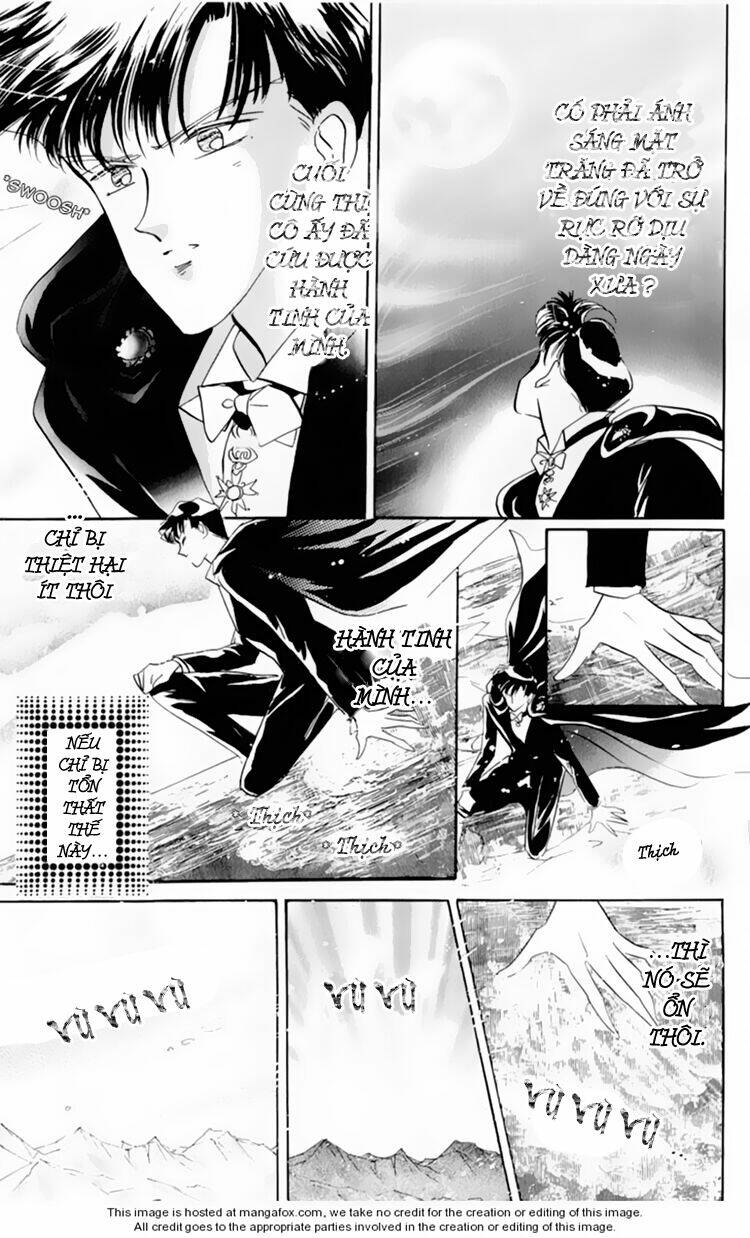 CÓ PHẢI ÁNH
SÁNG MẶT
TRĂNG ĐÃ TRỞ
VỀ ĐÚNG VỚI SỰ
RỰC RỠ DỊU
DÀNG NGÀY
XƯA ?
CUỐI
CÙNG THÌ
CÔ ẤY ĐÃ
CỨU ĐƯỢC
HÀNH
TINH CỦA
MÌNH
*SWOOSH*
...
CHỈ BỊ
THIỆT HẠI
ÍT THÔI
HÀNH TINH
CỦA
MÌNH...
NẾU
CHỈ BỊ
TỔN
THẤT
THẾ
NÀY...
* Thịch *
* Thịch *
Thịch
...THÌ
NÓ SẼ
ỔN
THÔI.
VÙ VÙ VÙ...
VÙ VÙ
VÙ VÙ VÙ
This image is hosted at mangafox.com, we take no credit for the creation or editing of this image.
All credit goes to the appropriate parties involved in the creation or editing of this image.